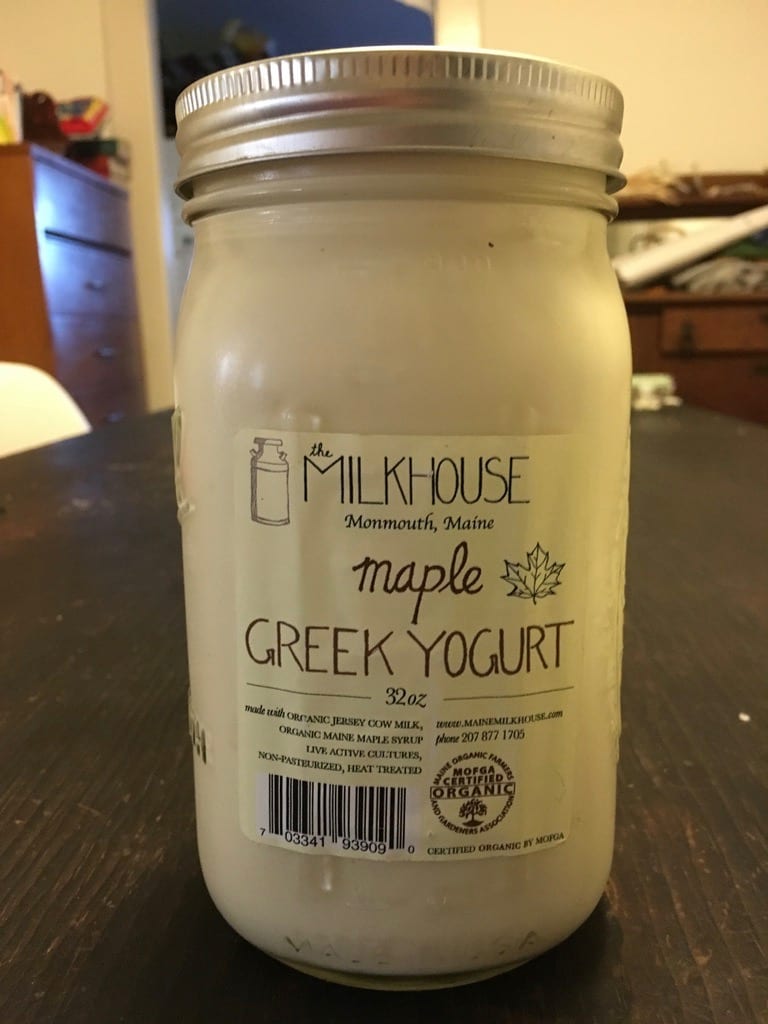 the
MILKHOUSE
Monmouth, Maine
maple
GREEK YOGURT
32oz
made with ORGANIC JERSEY COW MILK,
ORGANIC MAINE MAPLE SYRUP
LIVE ACTIVE CULTURES,
NON-PASTEURIZED, HEAT TREATED
www.MAINEMILKHOUSE.com
phone 207 877 1705
MAINE ORGANIC FARMERS
MOFGA
CERTIFIED
ORGANIC
AND GARDENERS ASSOCIATION
CERTIFIED ORGANIC BY MOFGA
7 03341 93909 0